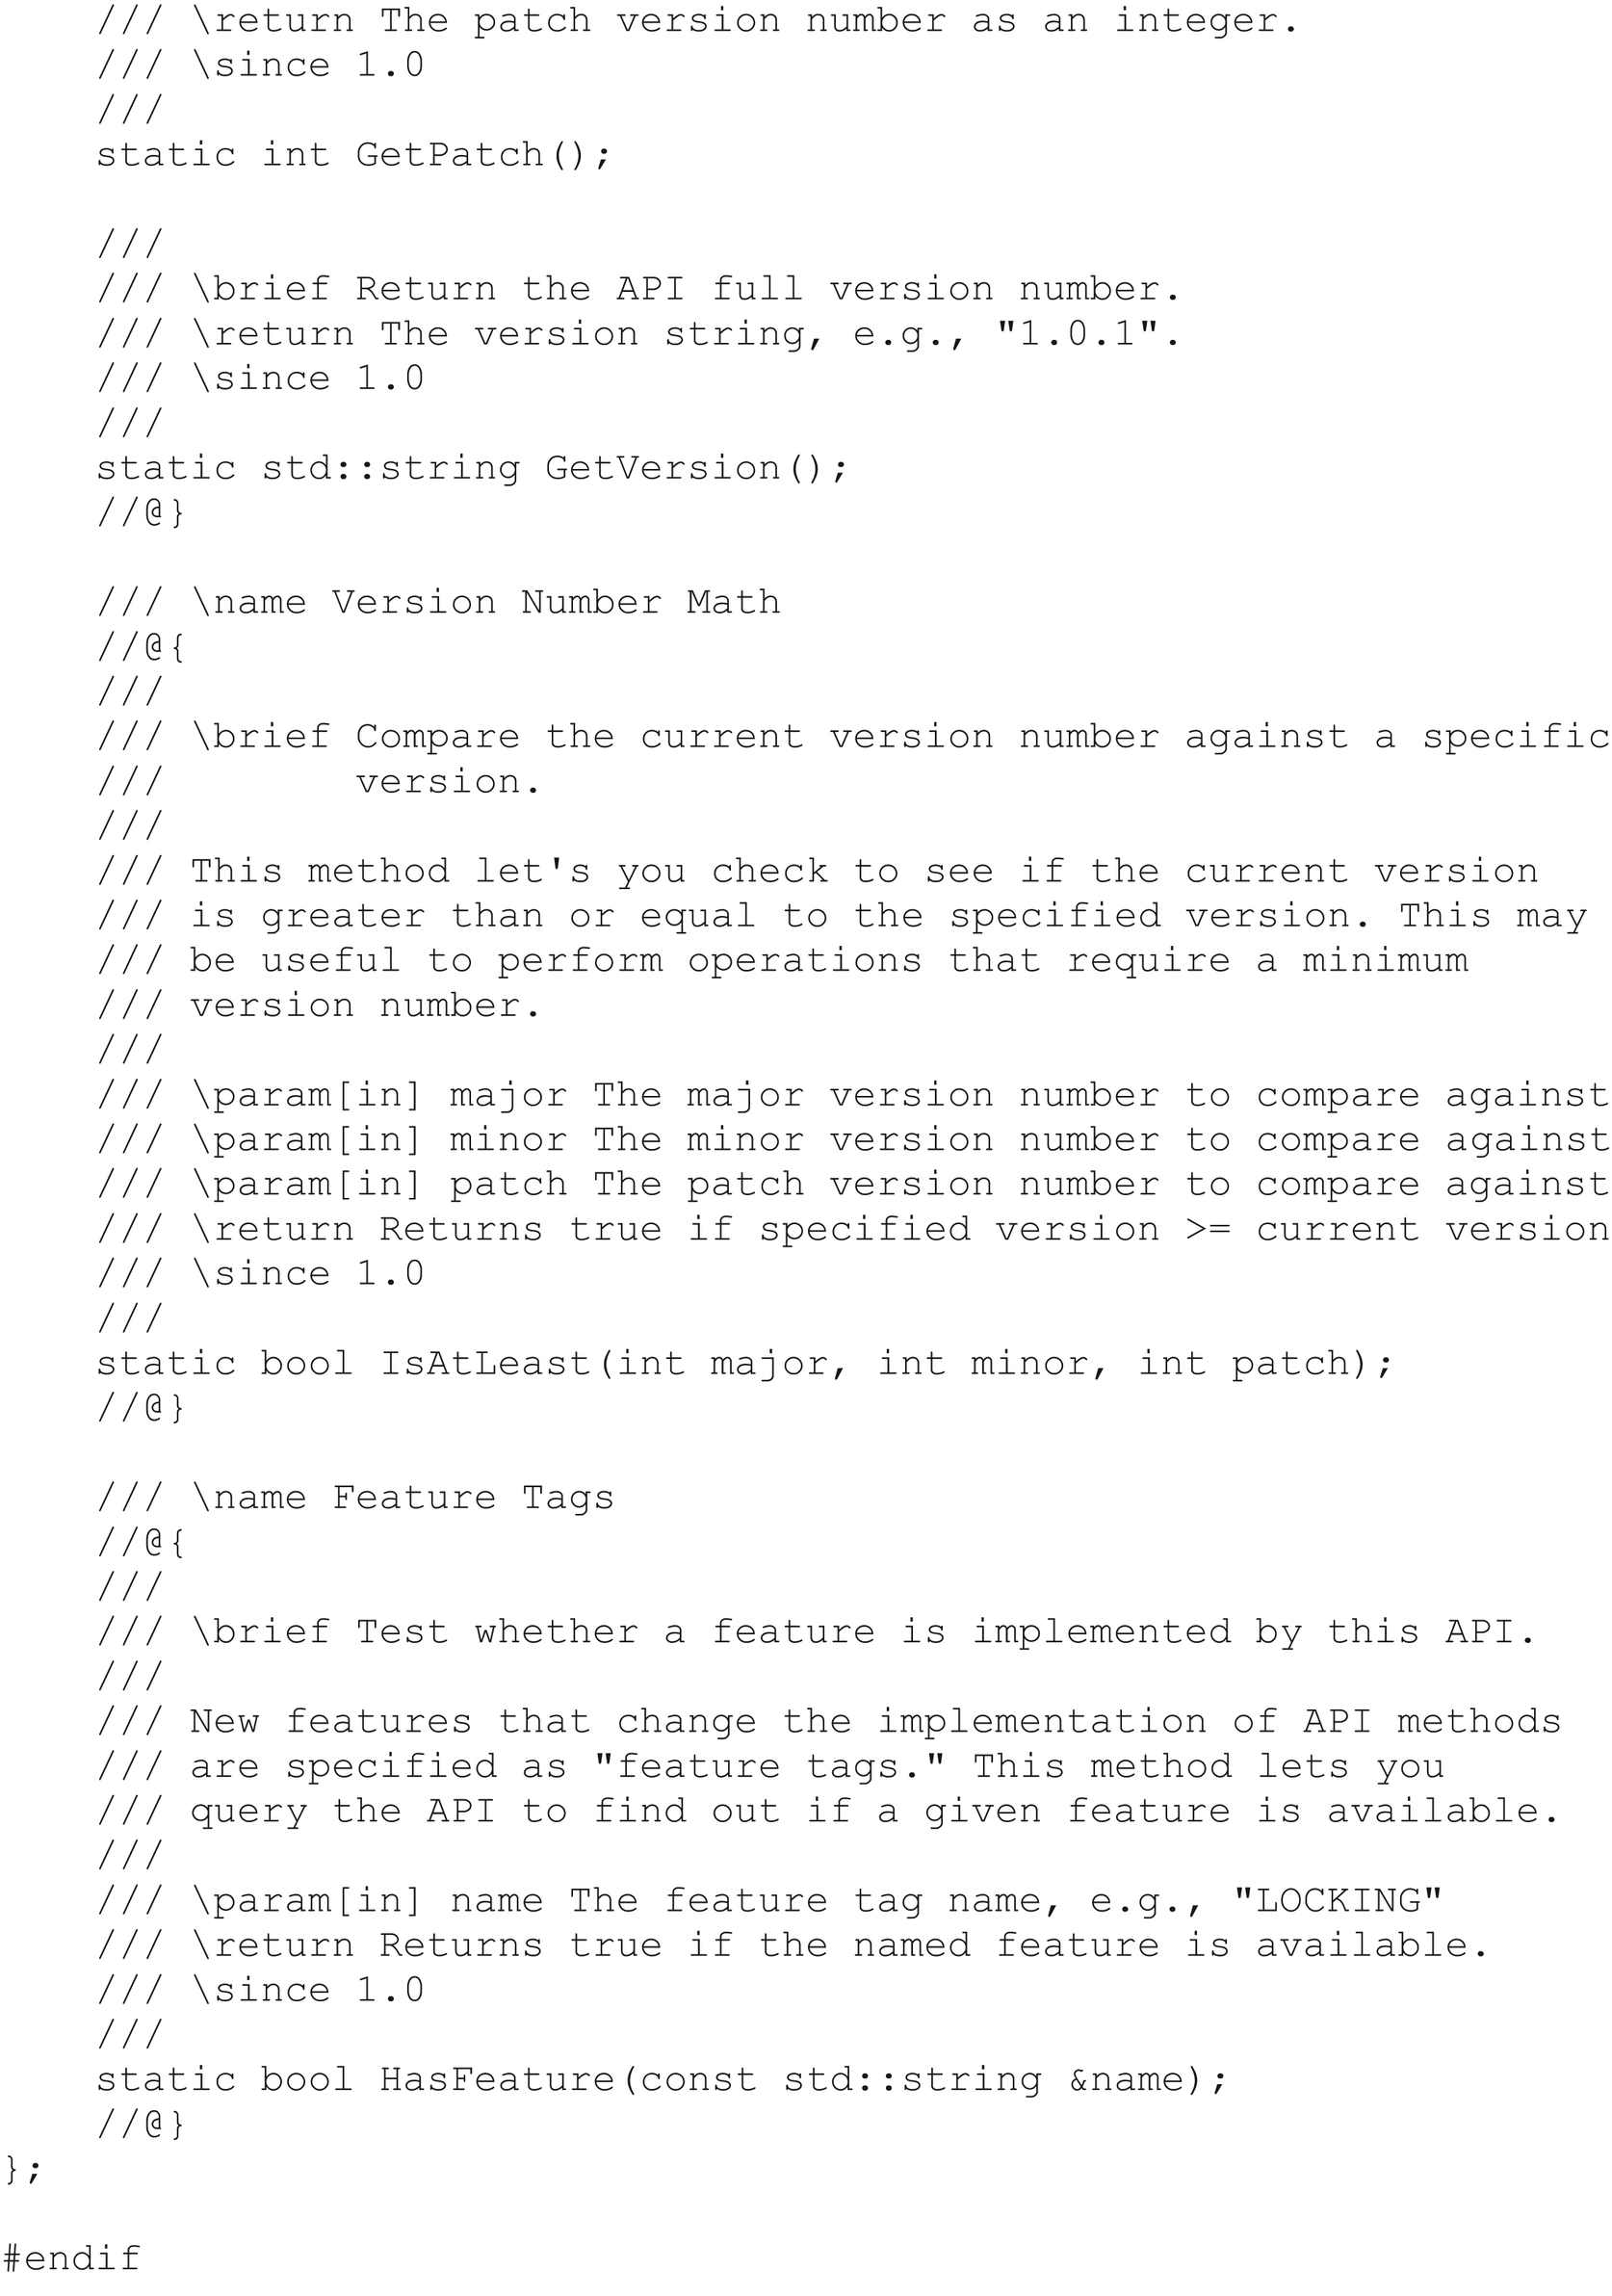 /// \return The patch version number as an integer.
    /// \since 1.0
    ///
    static int GetPatch();

    ///
    /// \brief Return the API full version number.
    /// \return The version string, e.g., "1.0.1".
    /// \since 1.0
    ///
    static std::string GetVersion();
    //@}

    /// \name Version Number Math
    //@{
    ///
    /// \brief Compare the current version number against a specific
    ///        version.
    ///
    /// This method let's you check to see if the current version
    /// is greater than or equal to the specified version. This may
    /// be useful to perform operations that require a minimum
    /// version number.
    ///
    /// \param[in] major The major version number to compare against
    /// \param[in] minor The minor version number to compare against
    /// \param[in] patch The patch version number to compare against
    /// \return Returns true if specified version >= current version
    /// \since 1.0
    ///
    static bool IsAtLeast(int major, int minor, int patch);
    //@}

    /// \name Feature Tags
    //@{
    ///
    /// \brief Test whether a feature is implemented by this API.
    ///
    /// New features that change the implementation of API methods
    /// are specified as "feature tags." This method lets you
    /// query the API to find out if a given feature is available.
    ///
    /// \param[in] name The feature tag name, e.g., "LOCKING"
    /// \return Returns true if the named feature is available.
    /// \since 1.0
    ///
    static bool HasFeature(const std::string &name);
    //@}
};

#endif